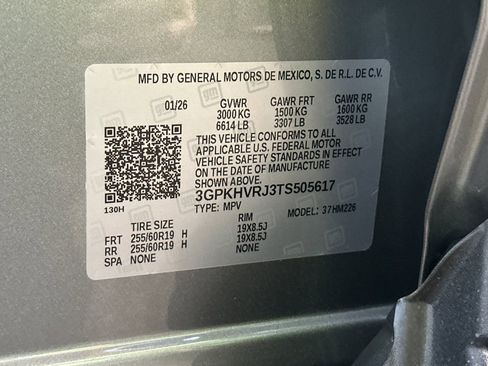 MFD BY GENERAL MOTORS DE MEXICO, S. DE R.L. DE C.V.
01/26 GVWR GAWR FRT GAWR RR
3000 KG 1500 KG 1600 KG
6614 LB 3307 LB 3528 LB
THIS VEHICLE CONFORMS TO ALL
APPLICABLE U.S. FEDERAL MOTOR
VEHICLE SAFETY STANDARDS IN EFFECT
ON THE DATE OF MANUFACTURE
SHOWN ABOVE.
3GPKHVRJ3TS505617
130H TYPE: MPV MODEL: 37HM226
TIRE SIZE RIM
FRT 255/60R19 H 19X8.5J
RR 255/60R19 H 19X8.5J
SPA NONE NONE